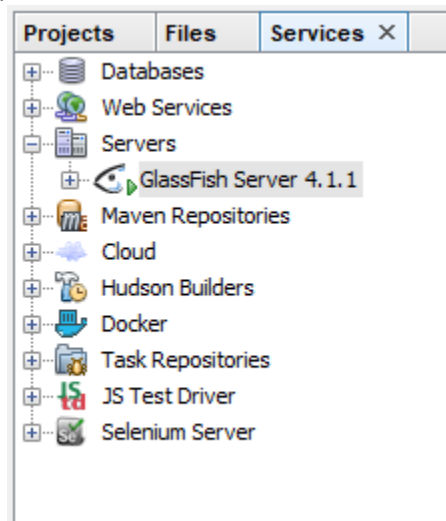 Projects Files Services ×
Databases
Web Services
Servers
GlassFish Server 4.1.1
Maven Repositories
Cloud
Hudson Builders
Docker
Task Repositories
JS Test Driver
Selenium Server